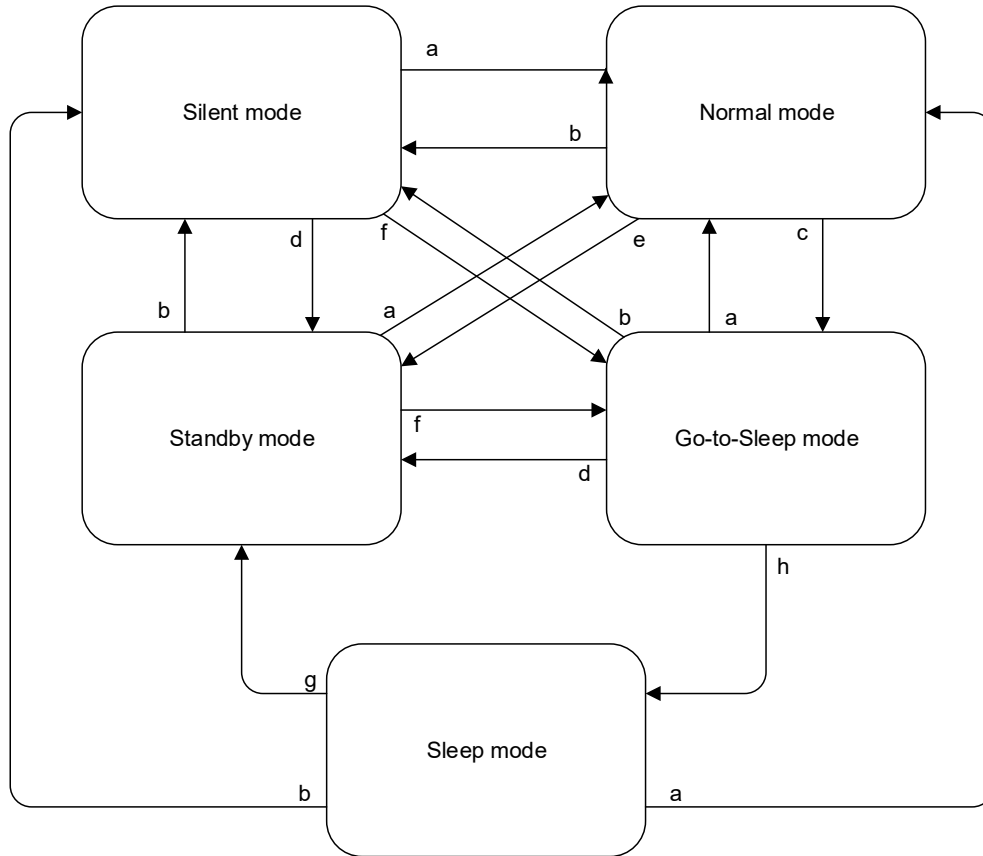 a
Silent mode
Normal mode
b
d
f
e
c
b
a
b
a
Standby mode
f
Go-to-Sleep mode
d
h
g
Sleep mode
b
a